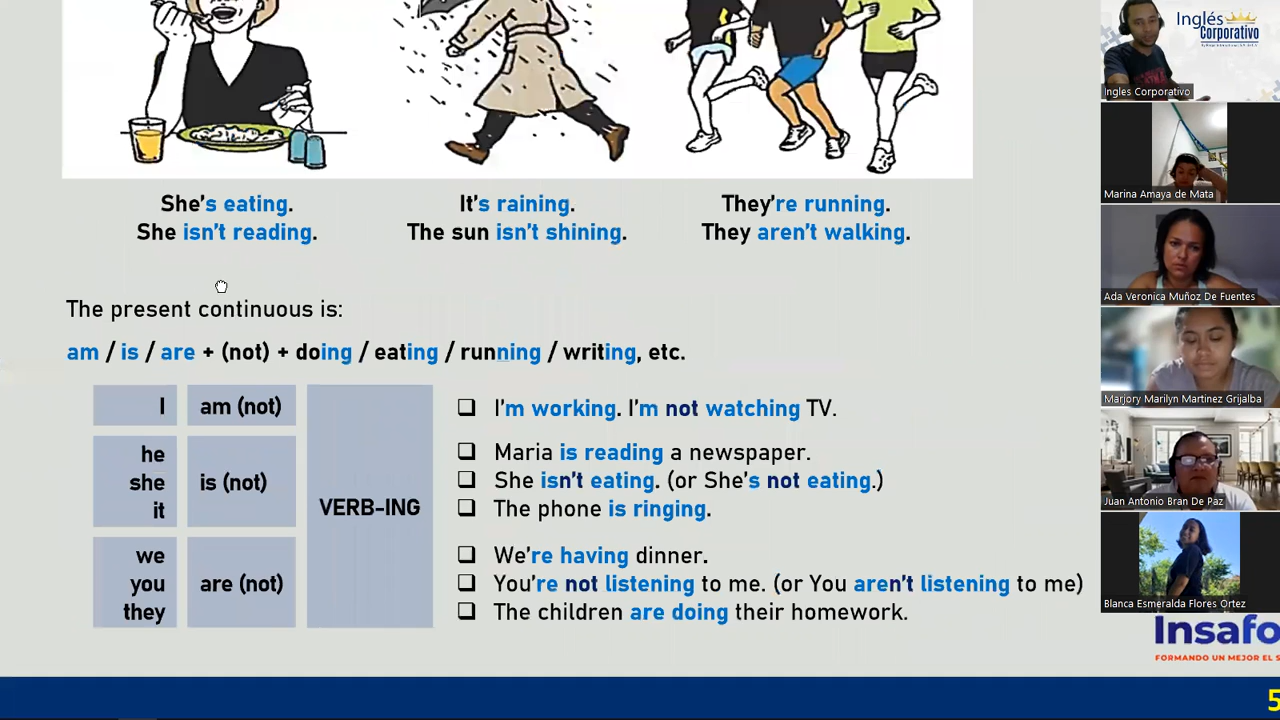 She's eating.
She isn't reading.
It's raining.
The sun isn't shining.
They're running.
They aren't walking.
The present continuous is:
am / is / are + (not) + doing / eating / running / writing, etc.
I
am (not)
he
she
it
is (not)
we
you
they
are (not)
VERB-ING
I'm working. I'm not watching TV.
Maria is reading a newspaper.
She isn't eating. (or She's not eating.)
The phone is ringing.
We're having dinner.
You're not listening to me. (or You aren't listening to me)
The children are doing their homework.
Inglés
Corporativo
Ingles Corporativo
Marina Amaya de Mata
Ada Veronica Muñoz De Fuentes
Marjory Marilyn Martinez Grijalba
Juan Antonio Bran De Paz
Blanca Esmeralda Flores Ortez
Insafo
FORMANDO UN MEJOR EL S
5